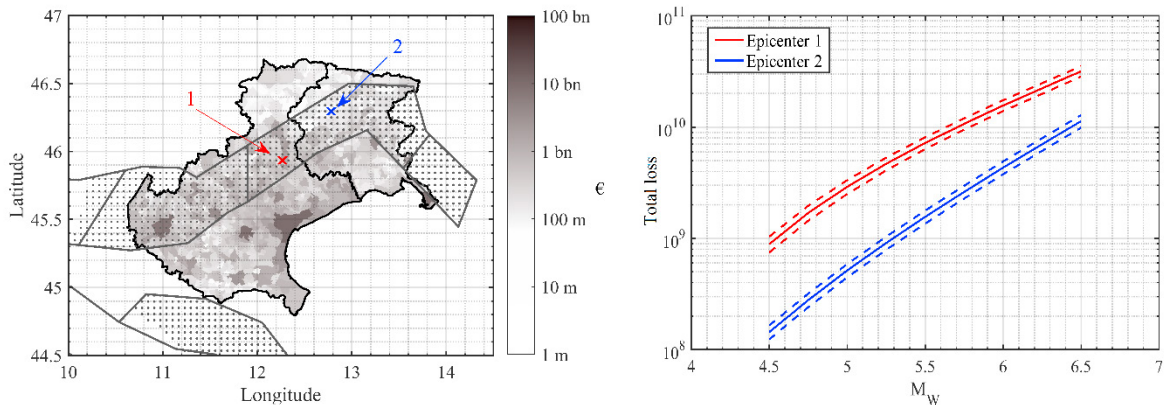 47
46.5
46
45.5
45
44.5
Latitude
10
11
12
13
14
Longitude
1
2
100 bn
10 bn
1 bn
100 m
10 m
1 m
€
10^11
10^10
10^9
10^8
Total loss
Epicenter 1
Epicenter 2
4
4.5
5
5.5
6
6.5
7
M_W